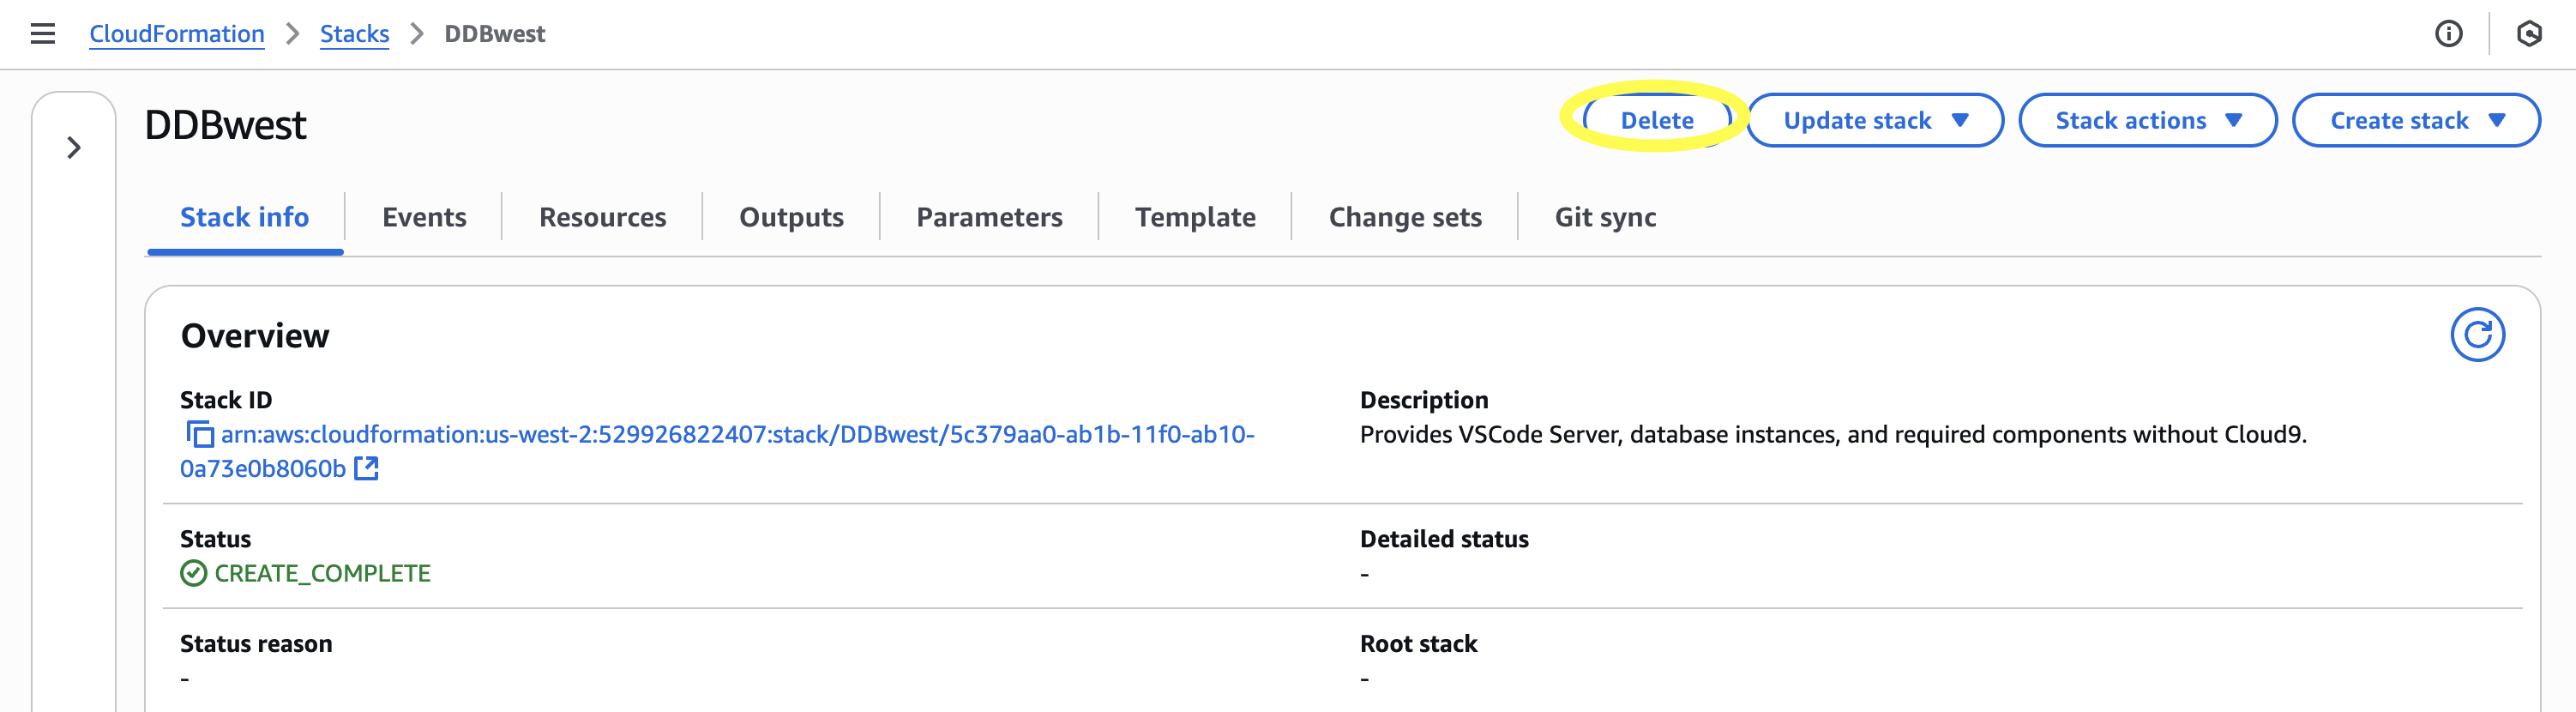 CloudFormation > Stacks > DDBwest
DDBwest
Delete Update stack Stack actions Create stack
Stack info Events Resources Outputs Parameters Template Change sets Git sync
Overview
Stack ID
arn:aws:cloudformation:us-west-2:529926822407:stack/DDBwest/5c379aa0-ab1b-11f0-ab10-
0a73e0b8060b
Description
Provides VSCode Server, database instances, and required components without Cloud9.
Status
CREATE_COMPLETE
Detailed status
-
Status reason
-
Root stack
-